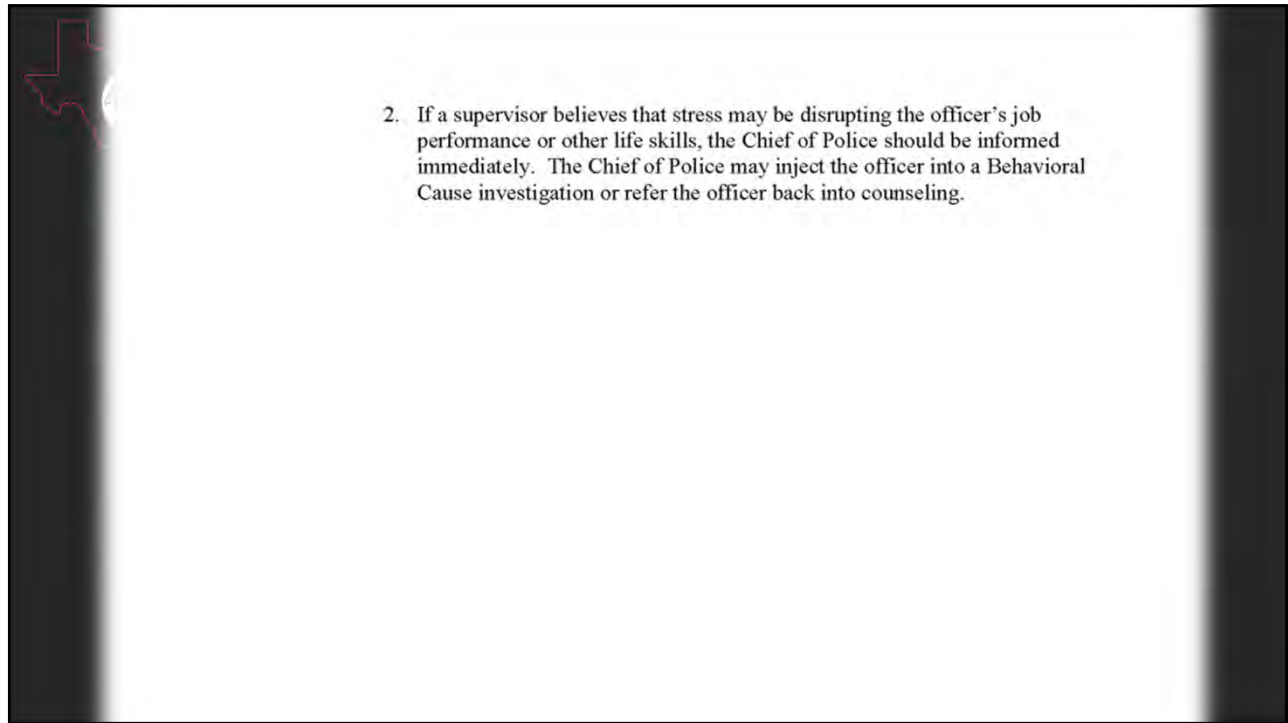 2. If a supervisor believes that stress may be disrupting the officer's job
performance or other life skills, the Chief of Police should be informed
immediately. The Chief of Police may inject the officer into a Behavioral
Cause investigation or refer the officer back into counseling.